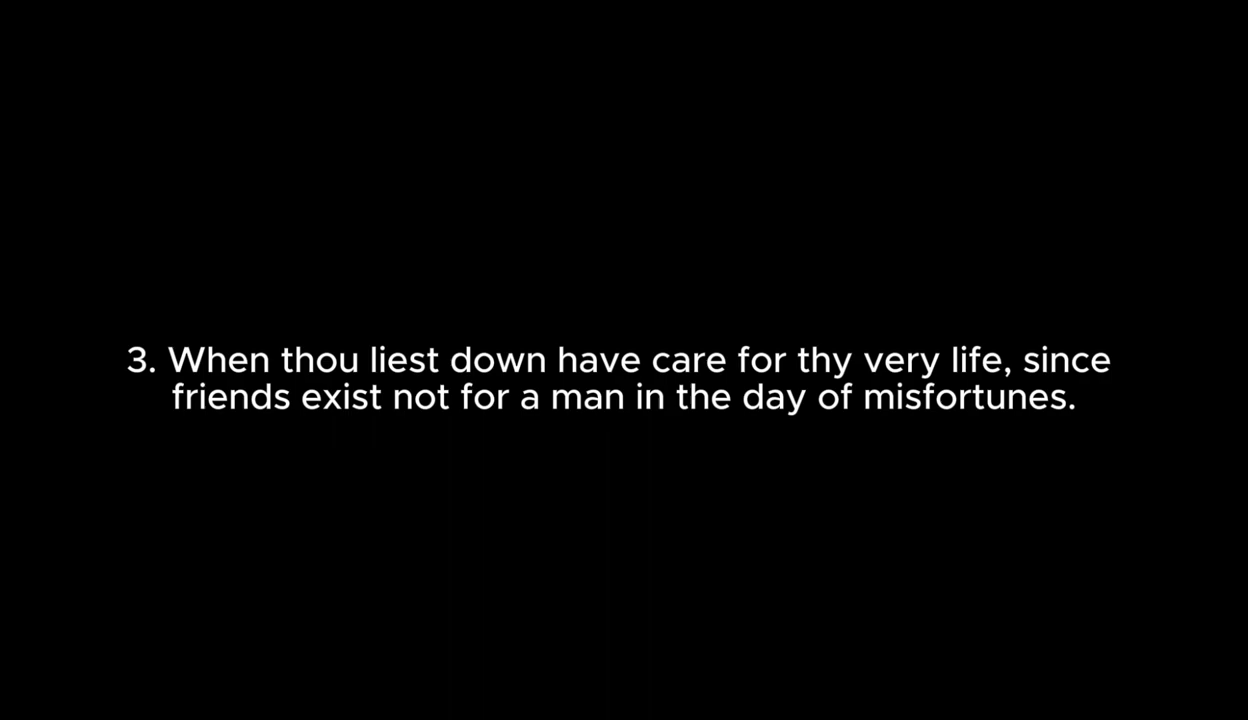 3. When thou liest down have care for thy very life, since
friends exist not for a man in the day of misfortunes.